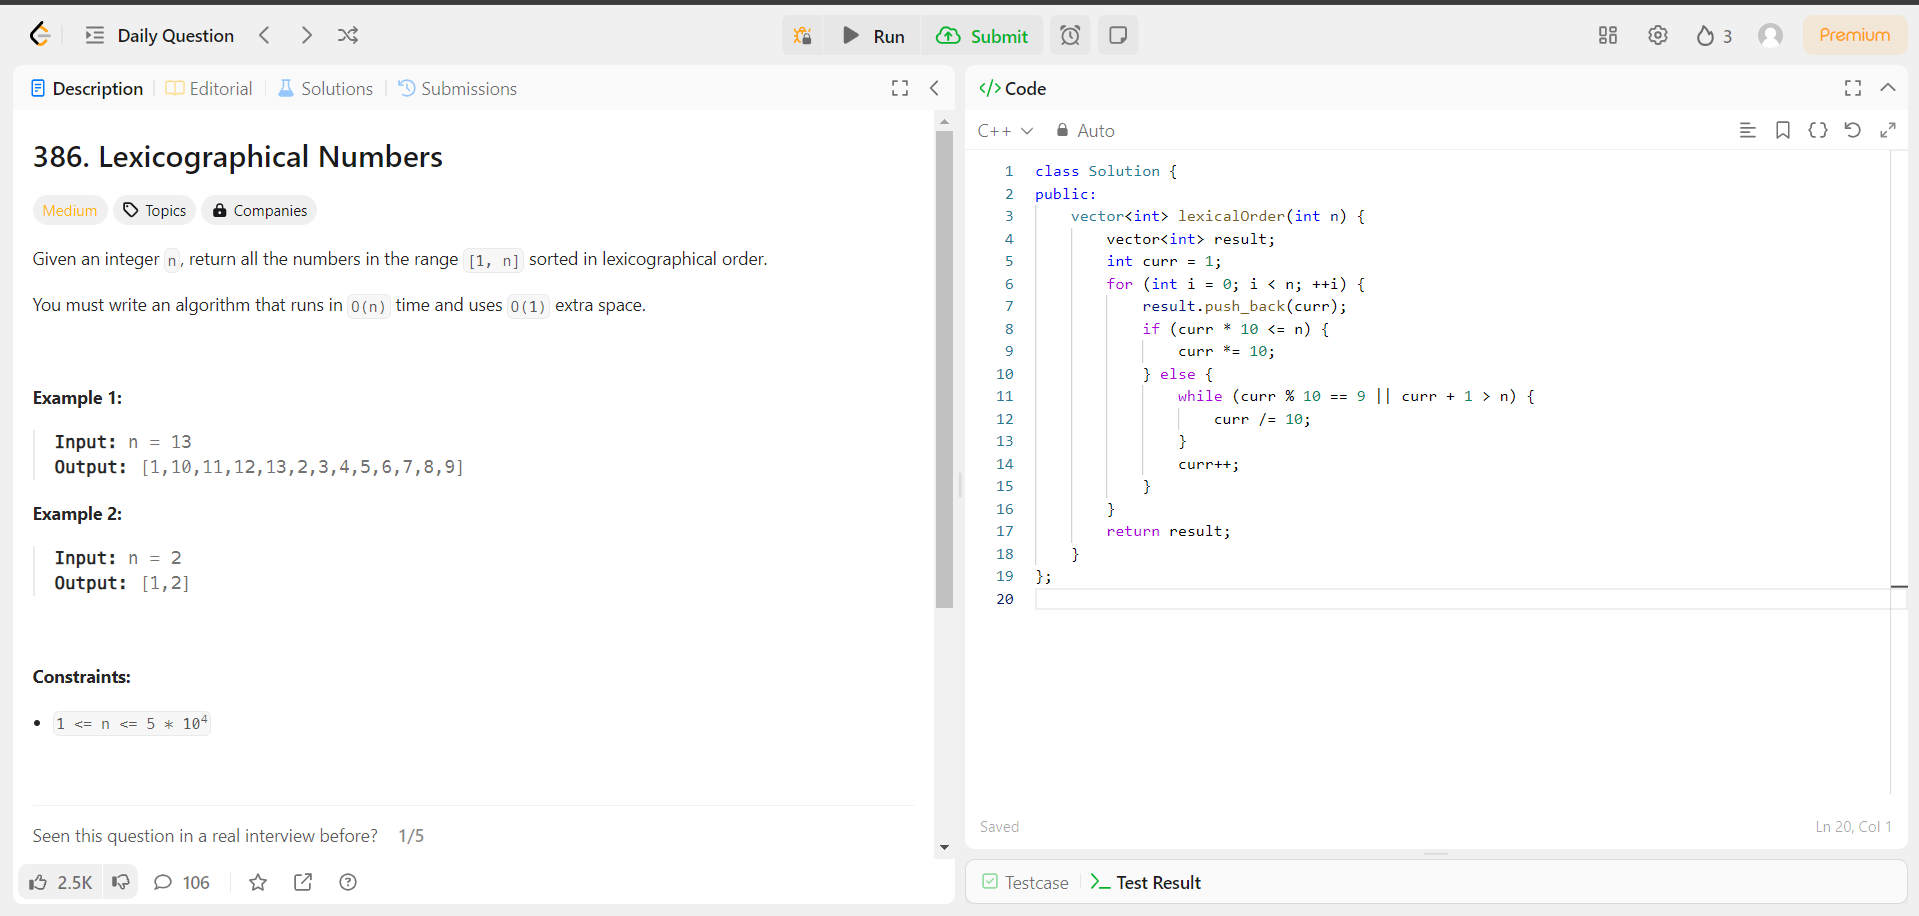 Daily Question
Run
Submit
3
Premium
Description
Editorial
Solutions
Submissions
386. Lexicographical Numbers
Medium
Topics
Companies
Given an integer n, return all the numbers in the range [1, n] sorted in lexicographical order.
You must write an algorithm that runs in O(n) time and uses O(1) extra space.
Example 1:
Input: n = 13
Output: [1,10,11,12,13,2,3,4,5,6,7,8,9]
Example 2:
Input: n = 2
Output: [1,2]
Constraints:
• 1 <= n <= 5 * 10⁴
Seen this question in a real interview before? 1/5
2.5K
106
</> Code
C++
Auto
1 class Solution {
2 public:
3     vector<int> lexicalOrder(int n) {
4         vector<int> result;
5         int curr = 1;
6         for (int i = 0; i < n; ++i) {
7             result.push_back(curr);
8             if (curr * 10 <= n) {
9                 curr *= 10;
10             } else {
11                 while (curr % 10 == 9 || curr + 1 > n) {
12                     curr /= 10;
13                 }
14                 curr++;
15             }
16         }
17         return result;
18     }
19 };
20
Saved
Ln 20, Col 1
Testcase
Test Result